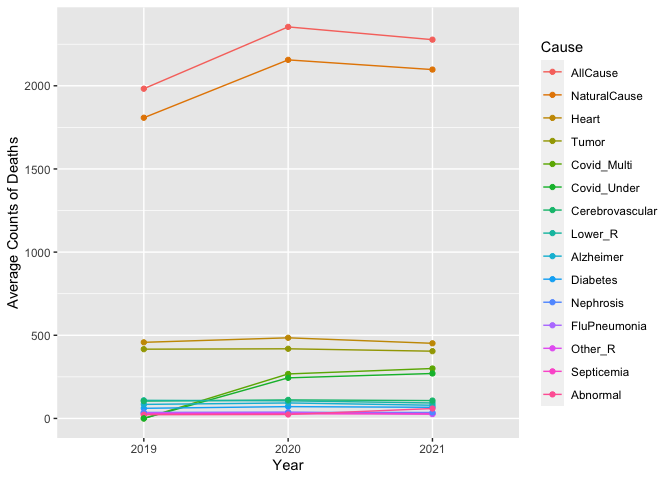 Average Counts of Deaths
2000
1500
1000
500
0
2019
2020
2021
Year
Cause
AllCause
NaturalCause
Heart
Tumor
Covid_Multi
Covid_Under
Cerebrovascular
Lower_R
Alzheimer
Diabetes
Nephrosis
FluPneumonia
Other_R
Septicemia
Abnormal